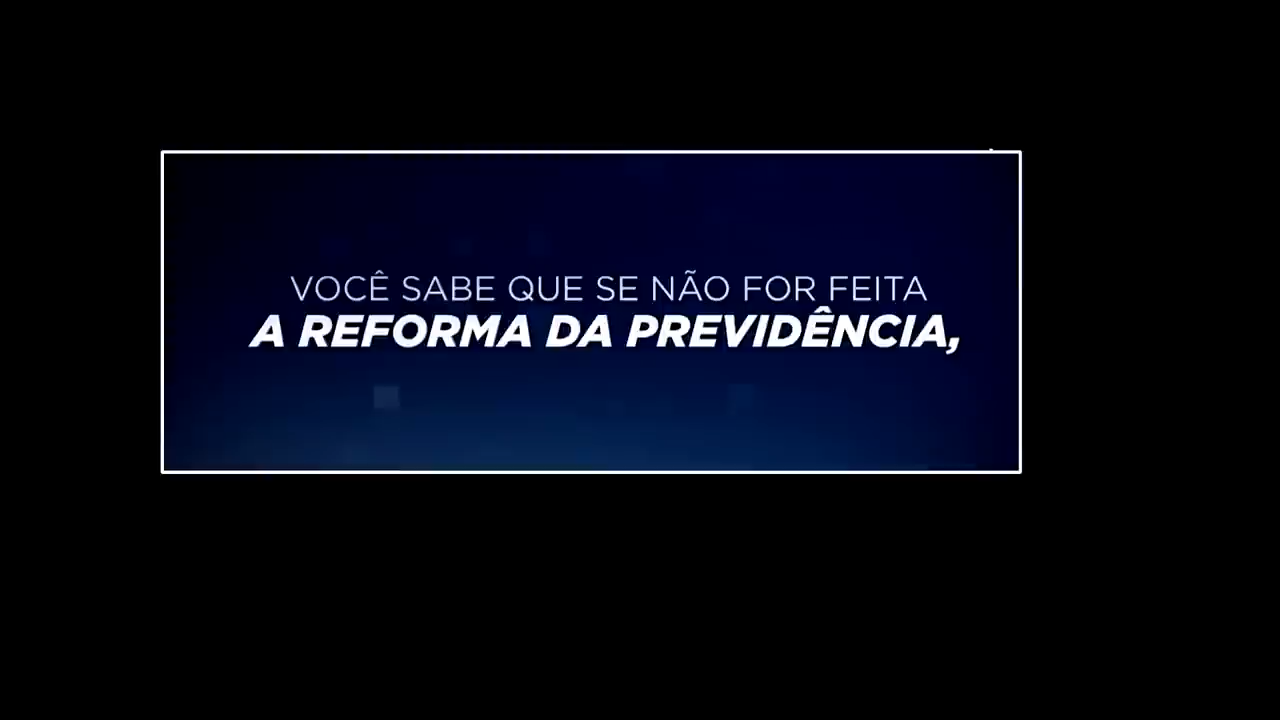 VOCÊ SABE QUE SE NÃO FOR FEITA
A REFORMA DA PREVIDÊNCIA,